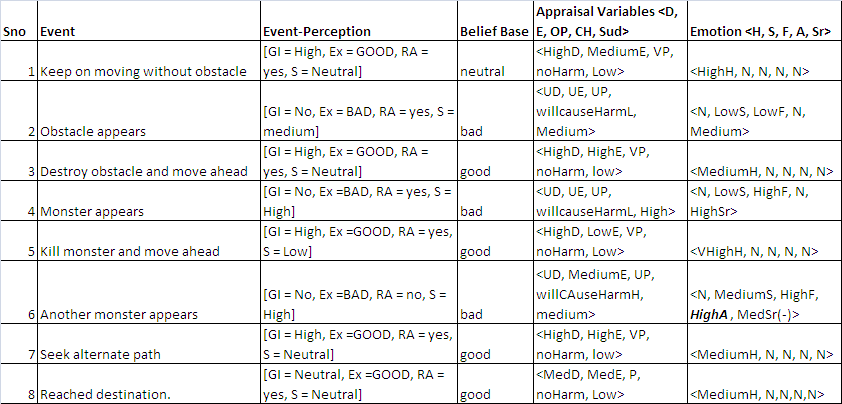 Sno Event Event-Perception Belief Base Appraisal Variables <D, E, OP, CH, Sud> Emotion <H, S, F, A, Sr>
1 Keep on moving without obstacle [GI = High, Ex = GOOD, RA = yes, S = Neutral] neutral <HighD, MediumE, VP, noHarm, Low> <HighH, N, N, N, N>
2 Obstacle appears [GI = No, Ex = BAD, RA = yes, S = medium] bad <UD, UE, UP, willcauseHarmL, Medium> <N, LowS, LowF, N, Medium>
3 Destroy obstacle and move ahead [GI = High, Ex = GOOD, RA = yes, S = Neutral] good <HighD, HighE, VP, noHarm, low> <MediumH, N, N, N, N>
4 Monster appears [GI = No, Ex =BAD, RA = yes, S = High] bad <UD, UE, UP, willcauseHarmL, High> <N, LowS, HighF, N, HighSr>
5 Kill monster and move ahead [GI = High, Ex =GOOD, RA = yes, S = Low] good <HighD, LowE, VP, noHarm, Low> <VHighH, N, N, N, N>
6 Another monster appears [GI = No, Ex =BAD, RA = no, S = High] bad <UD, MediumE, UP, willCAuseHarmH, medium> <N, MediumS, HighF, HighA , MedSr(-)>
7 Seek alternate path [GI = High, Ex =GOOD, RA = yes, S = Neutral] good <HighD, HighE, VP, noHarm, low> <MediumH, N, N, N, N>
8 Reached destination. [GI = Neutral, Ex =GOOD, RA = yes, S = Neutral] good <MedD, MedE, P, noHarm, Low> <MediumH, N,N,N,N>